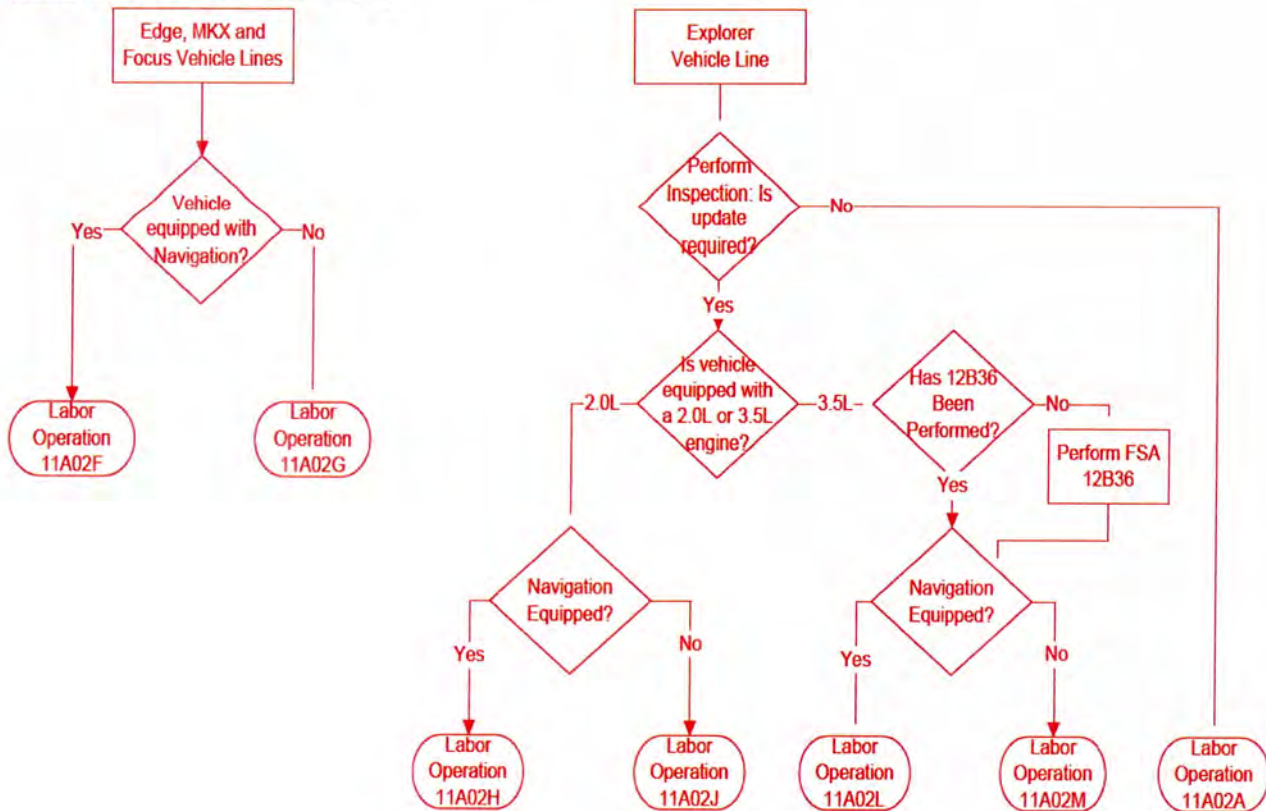 Edge, MKX and
Focus Vehicle Lines
Vehicle
equipped with
Navigation?
Yes
No
Labor
Operation
11A02F
Labor
Operation
11A02G
Explorer
Vehicle Line
Perform
Inspection: Is
update
required?
No
Yes
Is vehicle
equipped with
a 2.0L or 3.5L
engine?
2.0L
3.5L
Has 12B36
Been
Performed?
No
Perform FSA
12B36
Yes
Navigation
Equipped?
Yes
No
Navigation
Equipped?
Yes
No
Labor
Operation
11A02H
Labor
Operation
11A02J
Labor
Operation
11A02L
Labor
Operation
11A02M
Labor
Operation
11A02A